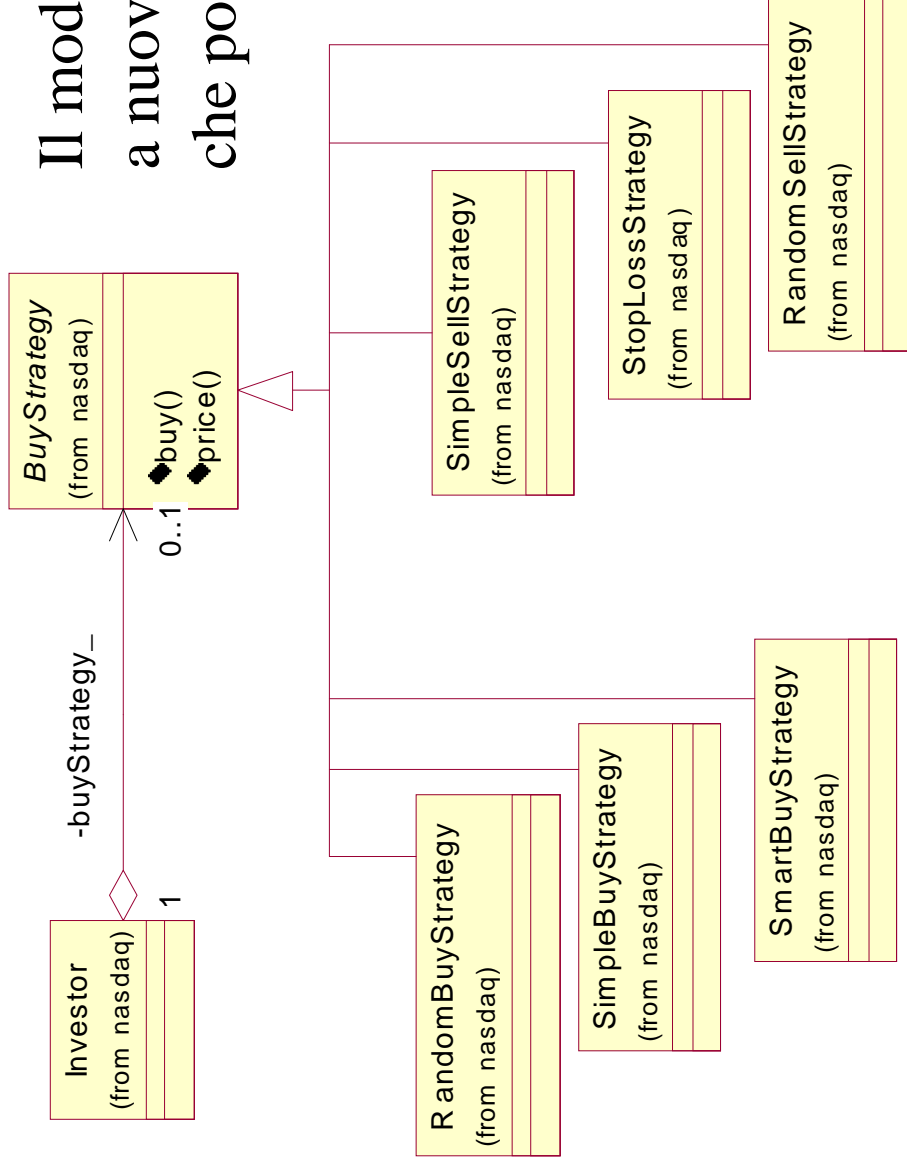 Il mod
a nuov
che po
BuyStrategy
(from nasdaq)
buy()
price()
Investor
(from nasdaq)
1
-buyStrategy_
0..1
RandomBuyStrategy
(from nasdaq)
SimpleBuyStrategy
(from nasdaq)
SmartBuyStrategy
(from nasdaq)
SimpleSellStrategy
(from nasdaq)
StopLossStrategy
(from nasdaq)
RandomSellStrategy
(from nasdaq)